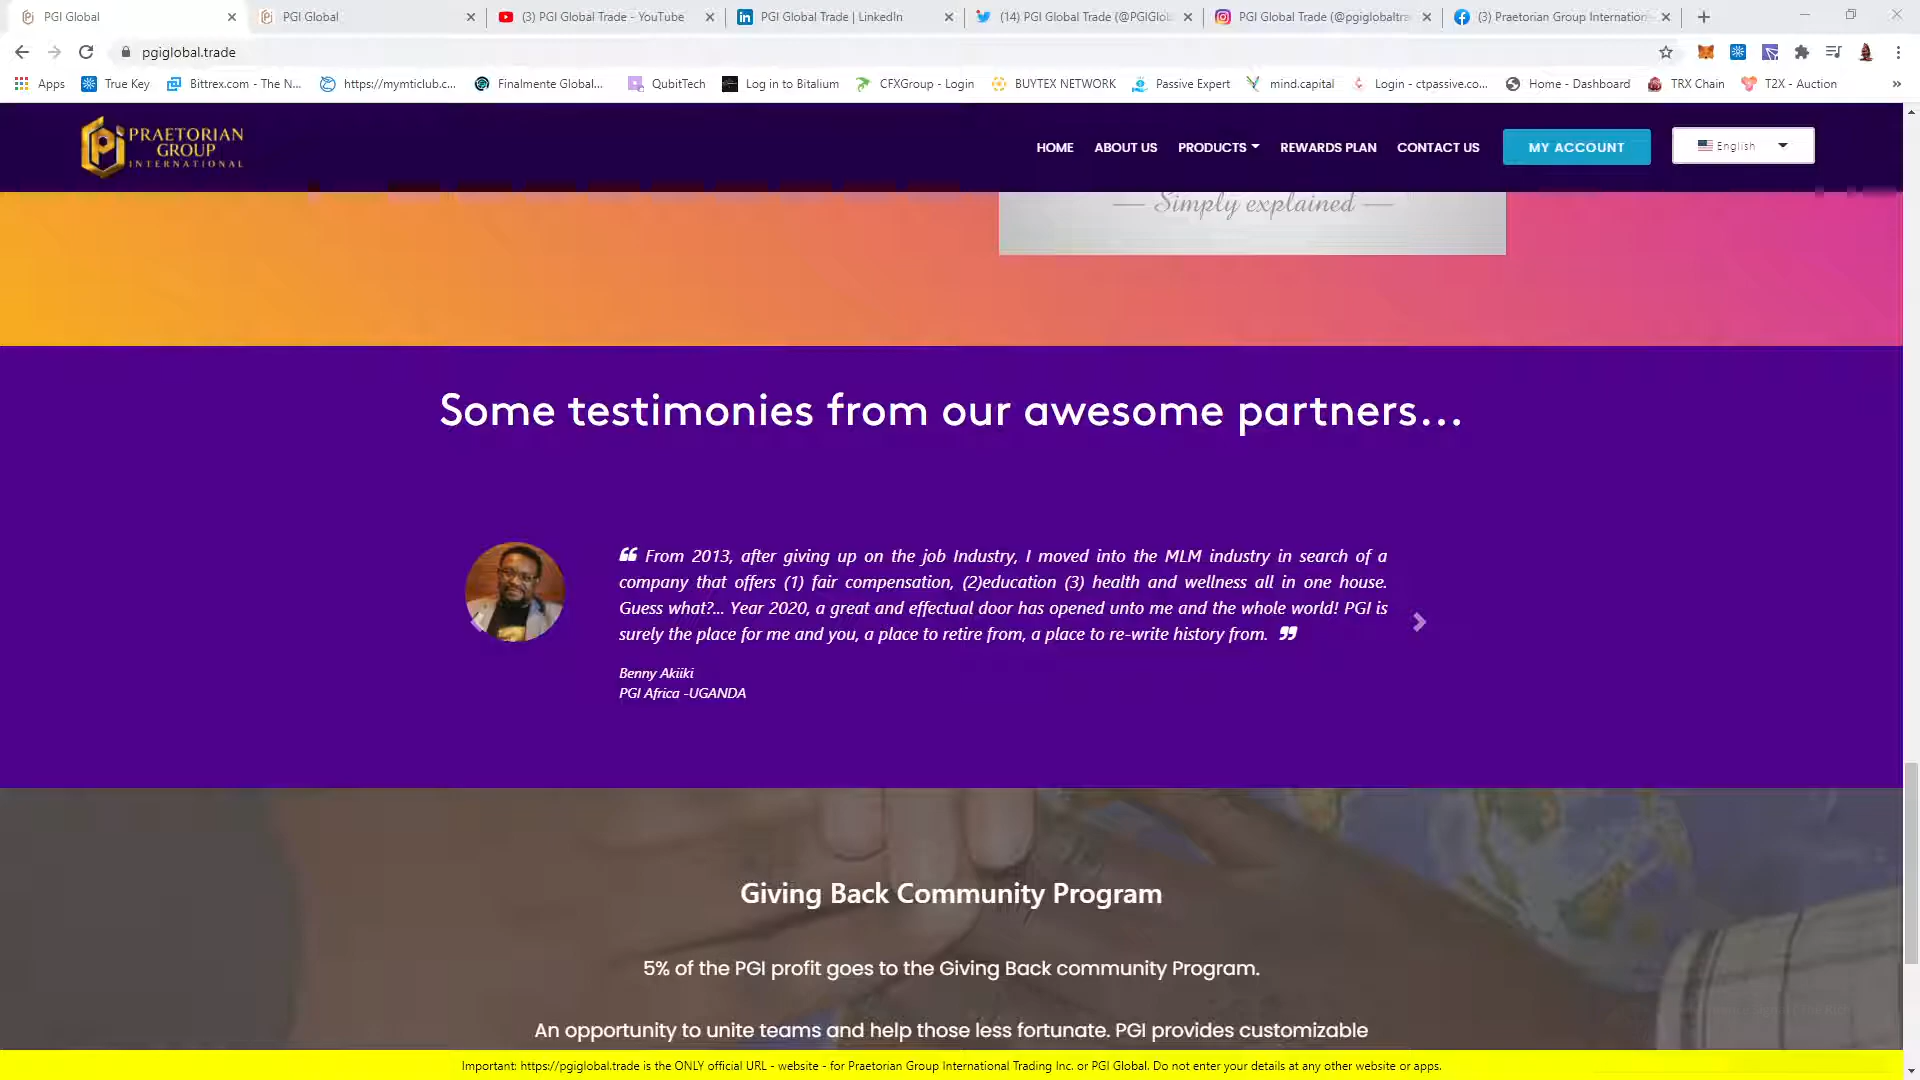 PGI Global
PGI Global
(3) PGI Global Trade - YouTube
PGI Global Trade | LinkedIn
(14) PGI Global Trade (@PGIGlob
PGI Global Trade (@pgiglobaltra
(3) Praetorian Group Internation
pgiglobal.trade
Apps
True Key
Bittrex.com - The N...
https://mymticlub.c...
Finalmente Global...
QubitTech
Log in to Bitalium
CFXGroup - Login
BUYTEX NETWORK
Passive Expert
mind.capital
Login - ctpassive.co...
Home - Dashboard
TRX Chain
T2X - Auction
»
PRAETORIAN
GROUP
INTERNATIONAL
HOME
ABOUT US
PRODUCTS
REWARDS PLAN
CONTACT US
MY ACCOUNT
English
— Simply explained —
Some testimonies from our awesome partners...
“ From 2013, after giving up on the job Industry, I moved into the MLM industry in search of a
company that offers (1) fair compensation, (2)education (3) health and wellness all in one house.
Guess what?... Year 2020, a great and effectual door has opened unto me and the whole world! PGI is
surely the place for me and you, a place to retire from, a place to re-write history from. ”
Benny Akiiki
PGI Africa -UGANDA
Giving Back Community Program
5% of the PGI profit goes to the Giving Back community Program.
An opportunity to unite teams and help those less fortunate. PGI provides customizable
Important: https://pgiglobal.trade is the ONLY official URL - website - for Praetorian Group International Trading Inc. or PGI Global. Do not enter your details at any other website or apps.